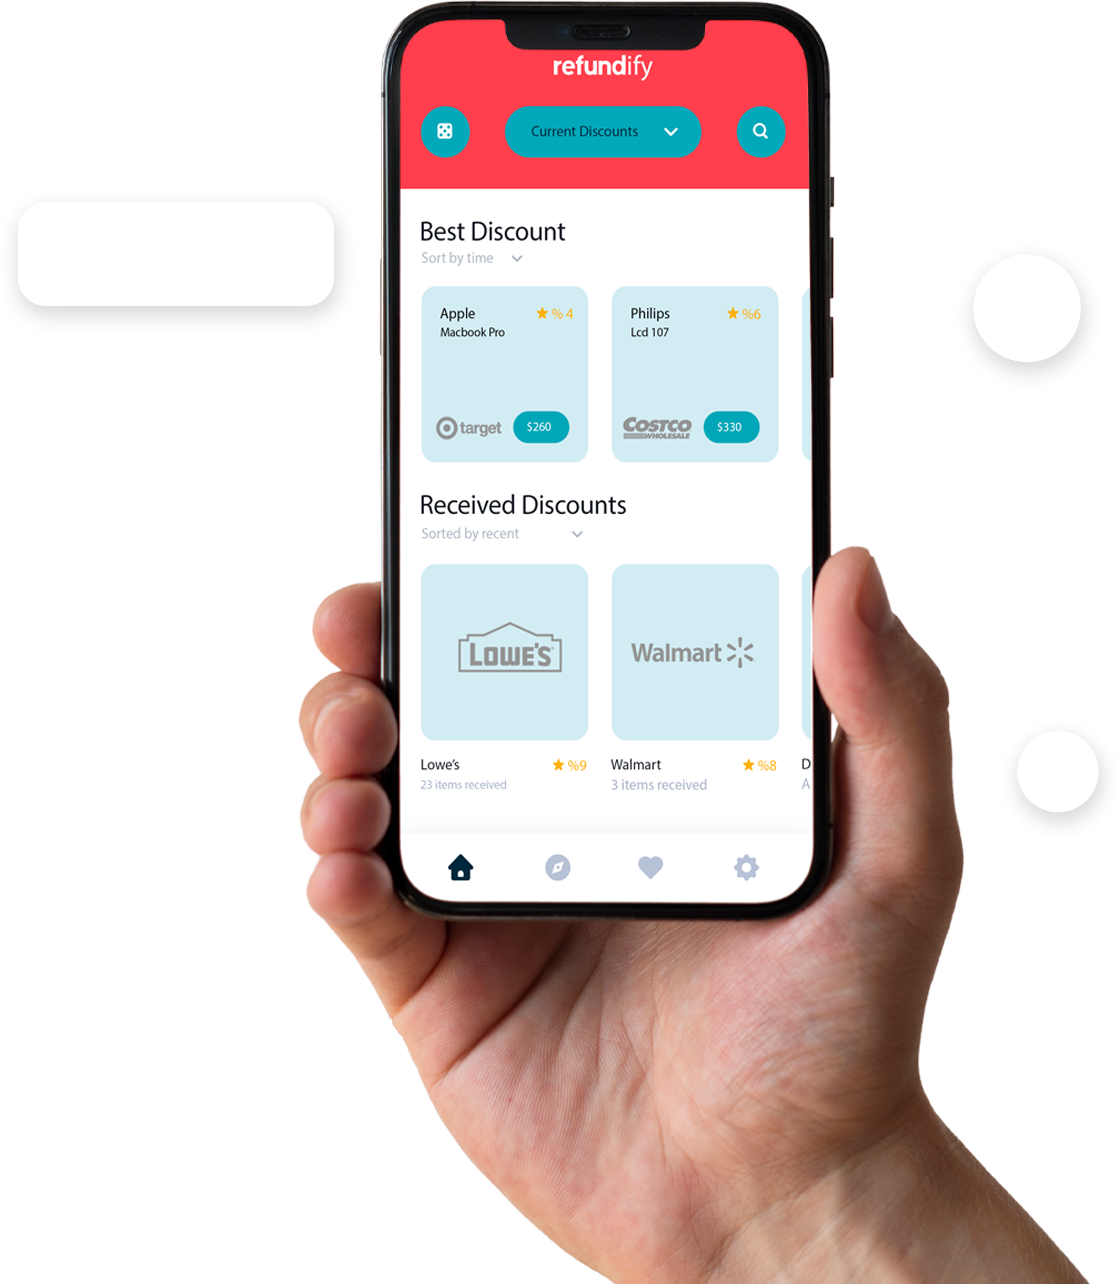 refundify
Current Discounts
Best Discount
Sort by time
Apple
% 4
Macbook Pro
Philips
%6
Lcd 107
target
$260
COSTCO
WHOLESALE
$330
Received Discounts
Sorted by recent
LOWE'S
Walmart
Lowe's
%9
23 items received
Walmart
%8
3 items received
D
A